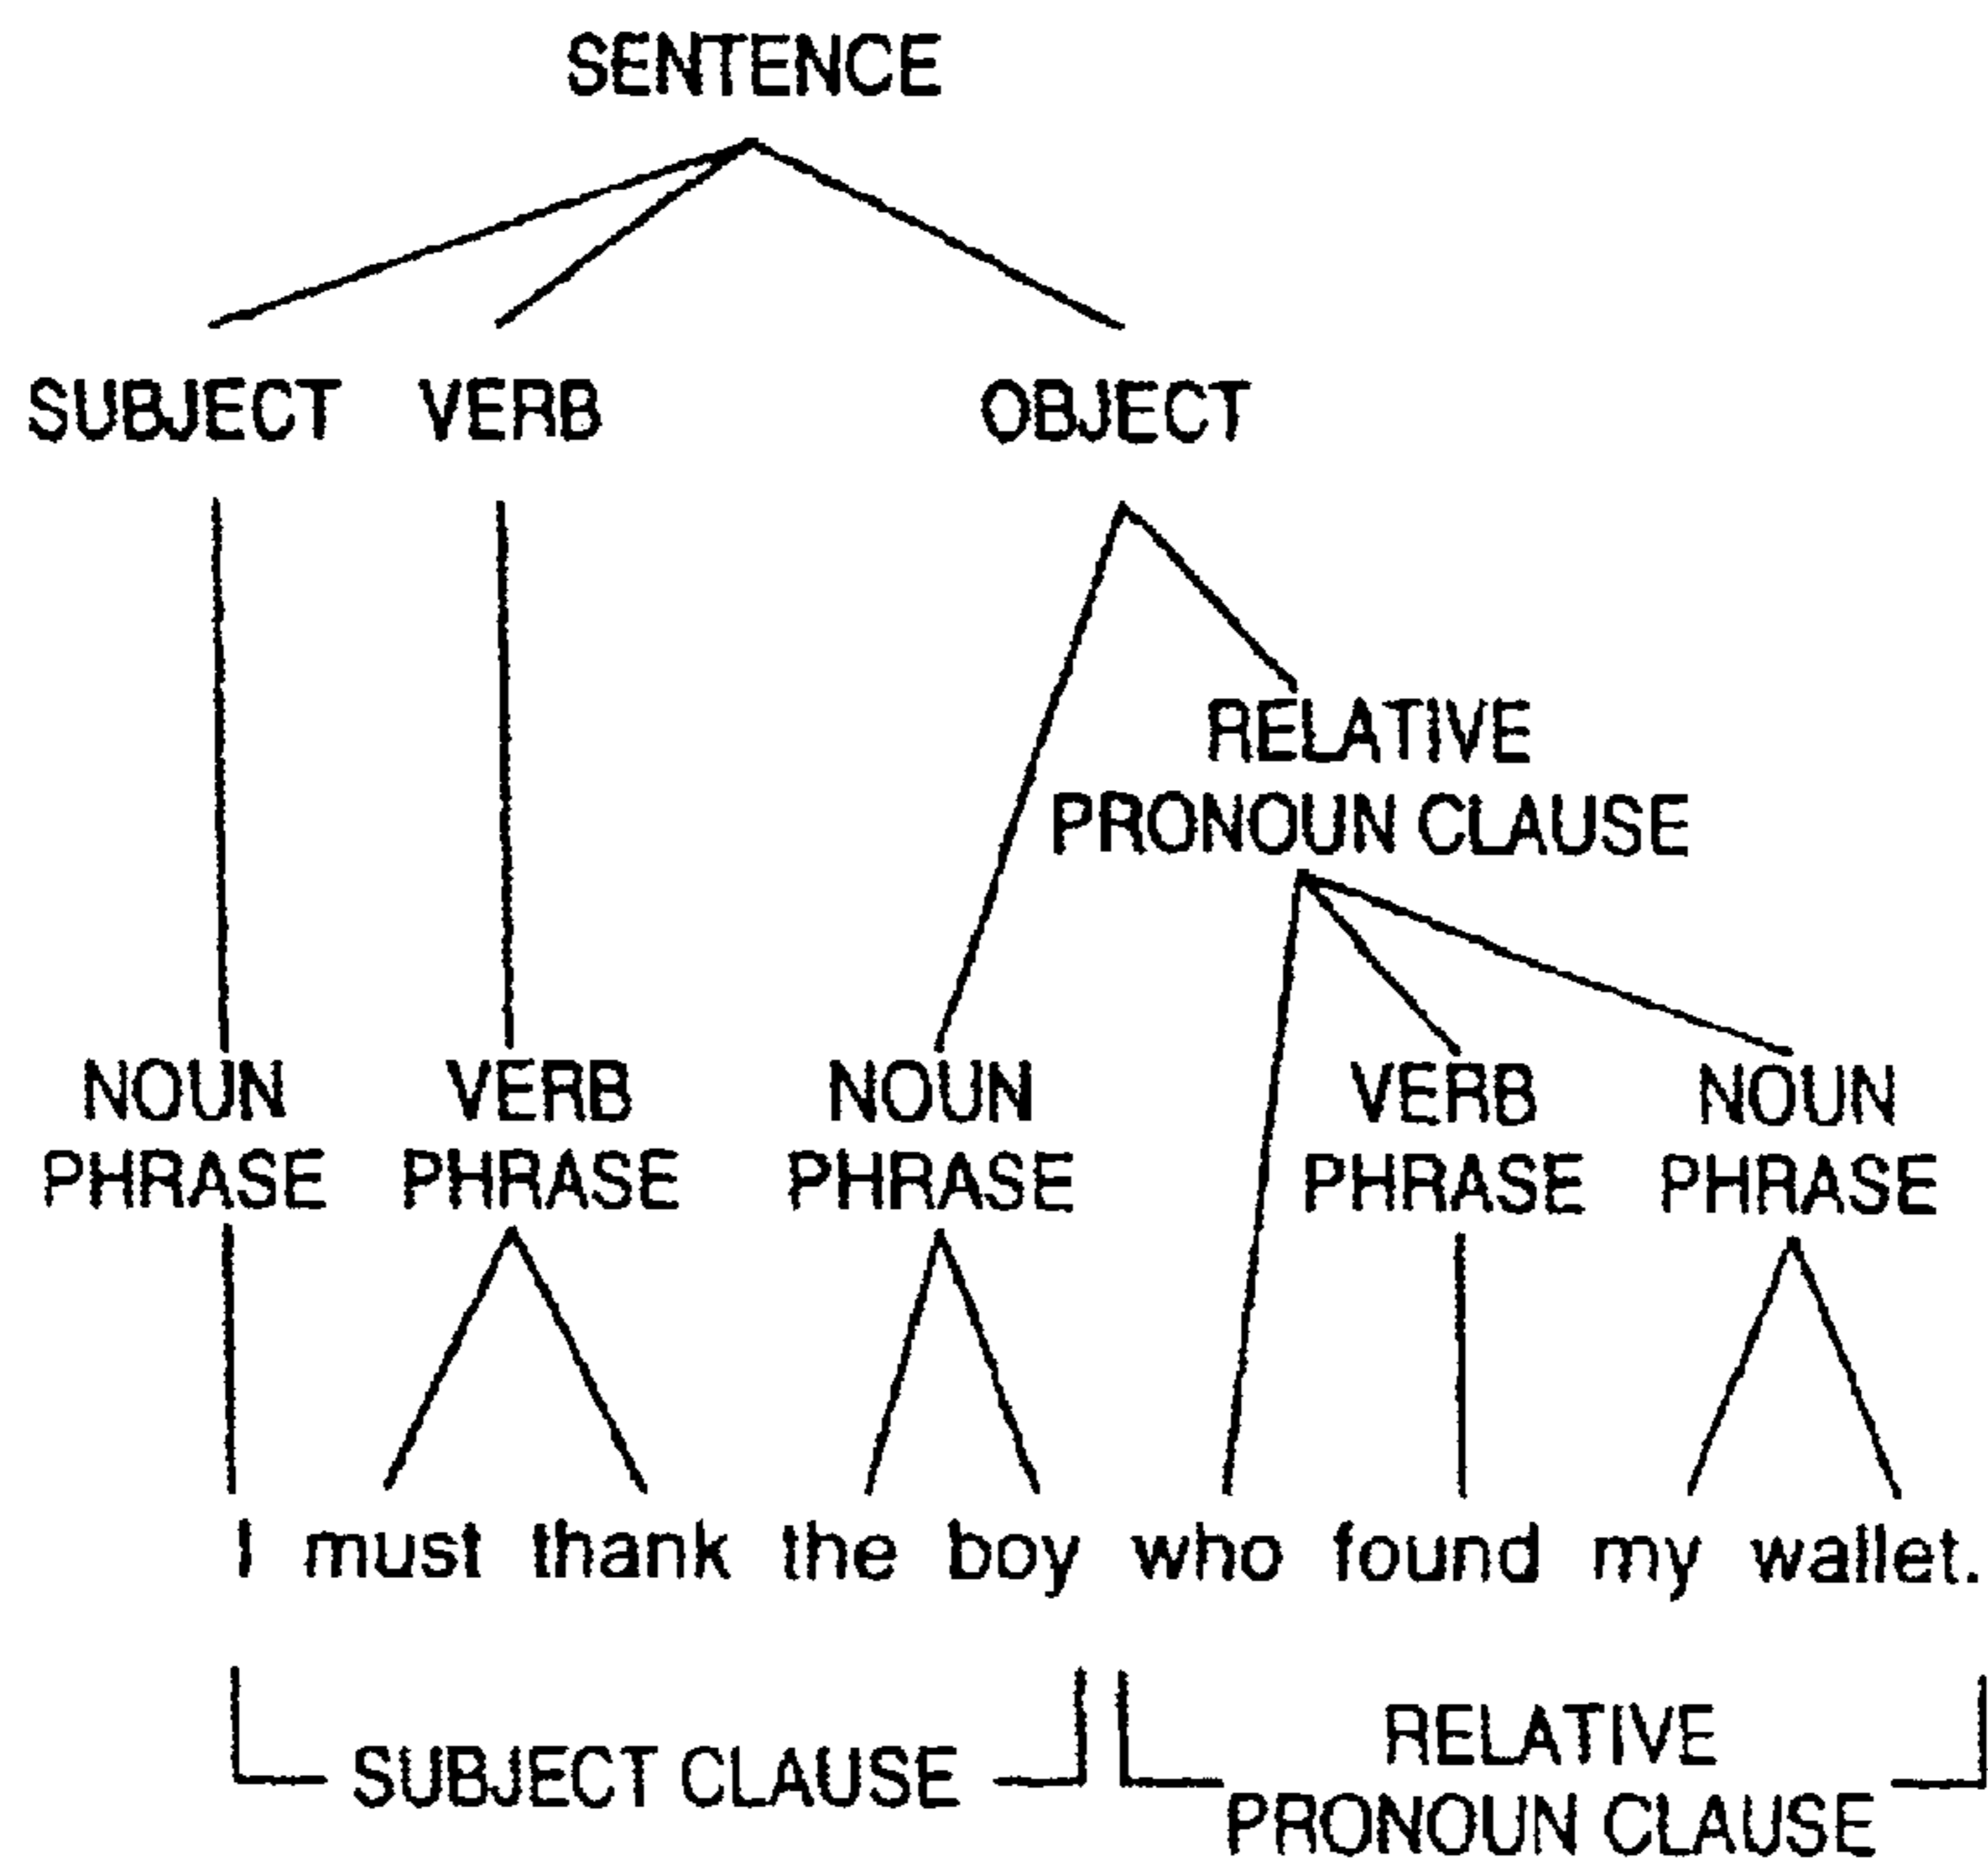 SENTENCE
SUBJECT VERB OBJECT
RELATIVE
PRONOUN CLAUSE
NOUN VERB NOUN VERB NOUN
PHRASE PHRASE PHRASE PHRASE PHRASE
I must thank the boy who found my wallet.
SUBJECT CLAUSE
RELATIVE
PRONOUN CLAUSE